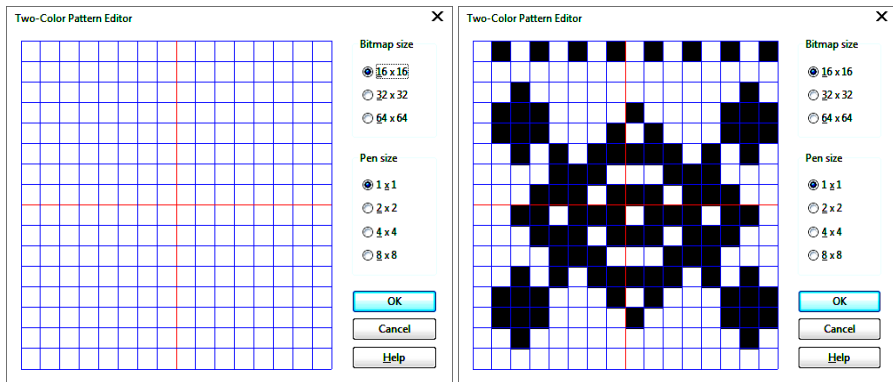 Two-Color Pattern Editor
Bitmap size
16 x 16
32 x 32
64 x 64
Pen size
1 x 1
2 x 2
4 x 4
8 x 8
OK
Cancel
Help
Two-Color Pattern Editor
Bitmap size
16 x 16
32 x 32
64 x 64
Pen size
1 x 1
2 x 2
4 x 4
8 x 8
OK
Cancel
Help